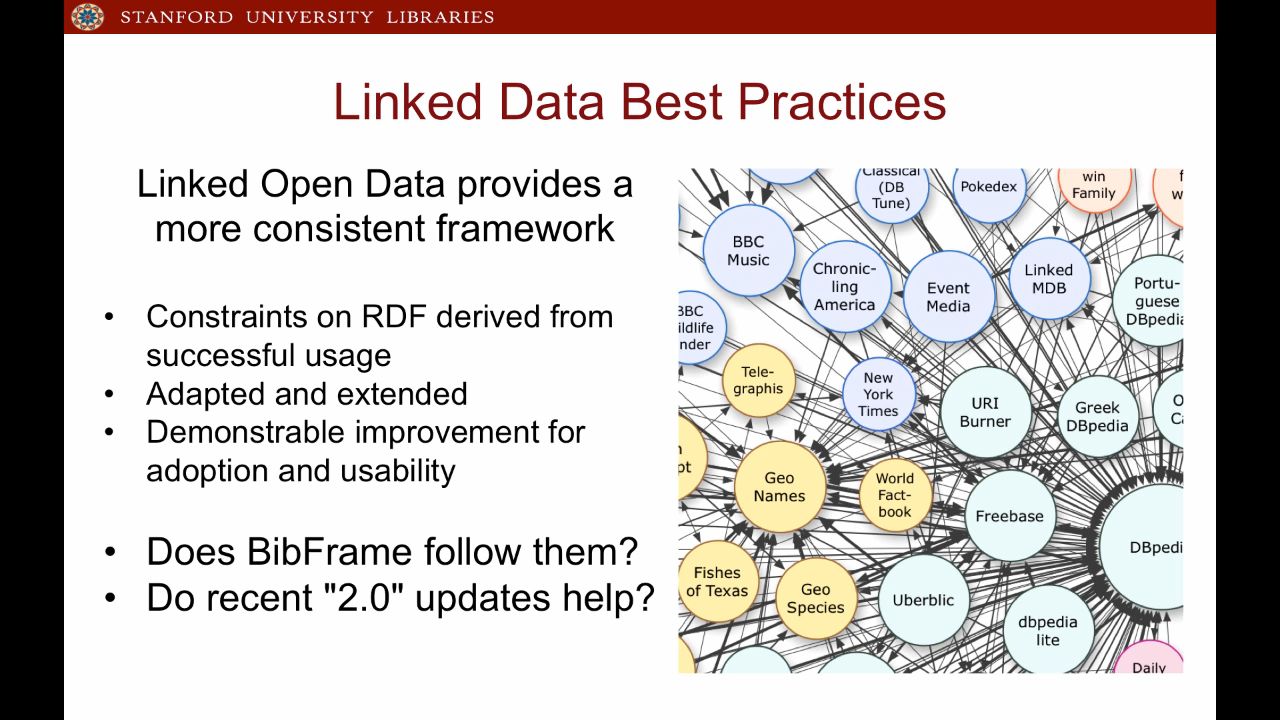 STANFORD UNIVERSITY LIBRARIES
Linked Data Best Practices
Linked Open Data provides a
more consistent framework
• Constraints on RDF derived from
successful usage
• Adapted and extended
• Demonstrable improvement for
adoption and usability
• Does BibFrame follow them?
• Do recent "2.0" updates help?
Classical
(DB
Tune)
Pokedex
win
Family
BBC
Music
Chronic-
ling
America
Event
Media
Linked
MDB
Portu-
guese
DBpedia
BBC
Tele-
graphis
New
York
Times
URI
Burner
Greek
DBpedia
Geo
Names
World
Fact-
book
Freebase
DBpedi
Fishes
of Texas
Geo
Species
Uberblic
dbpedia
lite
Daily